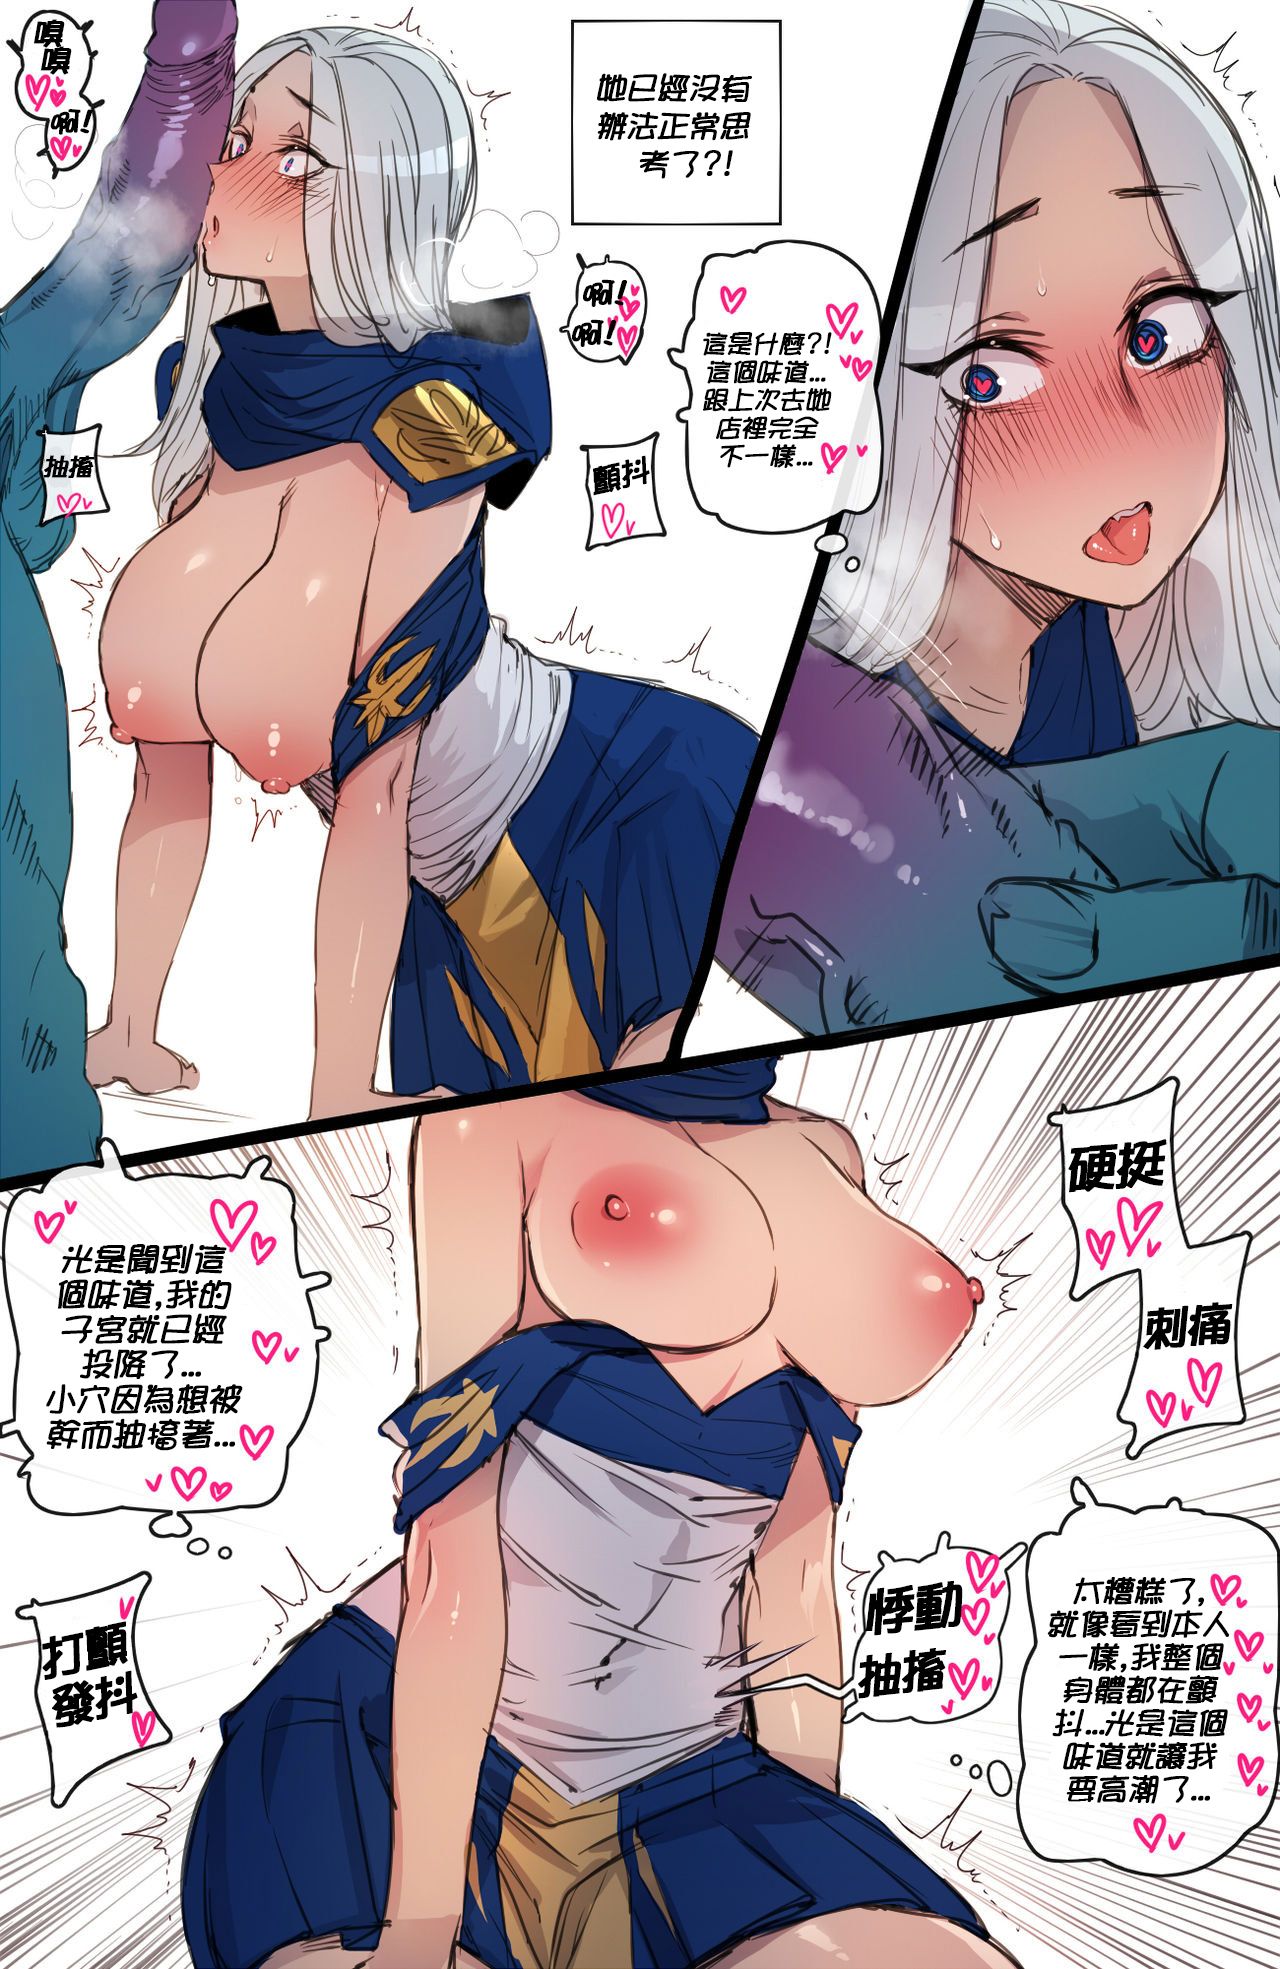 嗅
嗅
啊!
她已經沒有
辦法正常思
考了?!
啊!
啊!
這是什麼?!
這個味道...
跟上次去她
店裡完全
不一樣...
抽搐
顫抖
硬挺
刺痛
光是聞到這
個味道,我的
子宮就已經
投降了...
小穴因為想被
幹而抽搐著...
打顫
發抖
悸動
抽搐
太糟糕了,
就像看到本人
一樣,我整個
身體都在顫
抖...光是這個
味道就讓我
要高潮了...